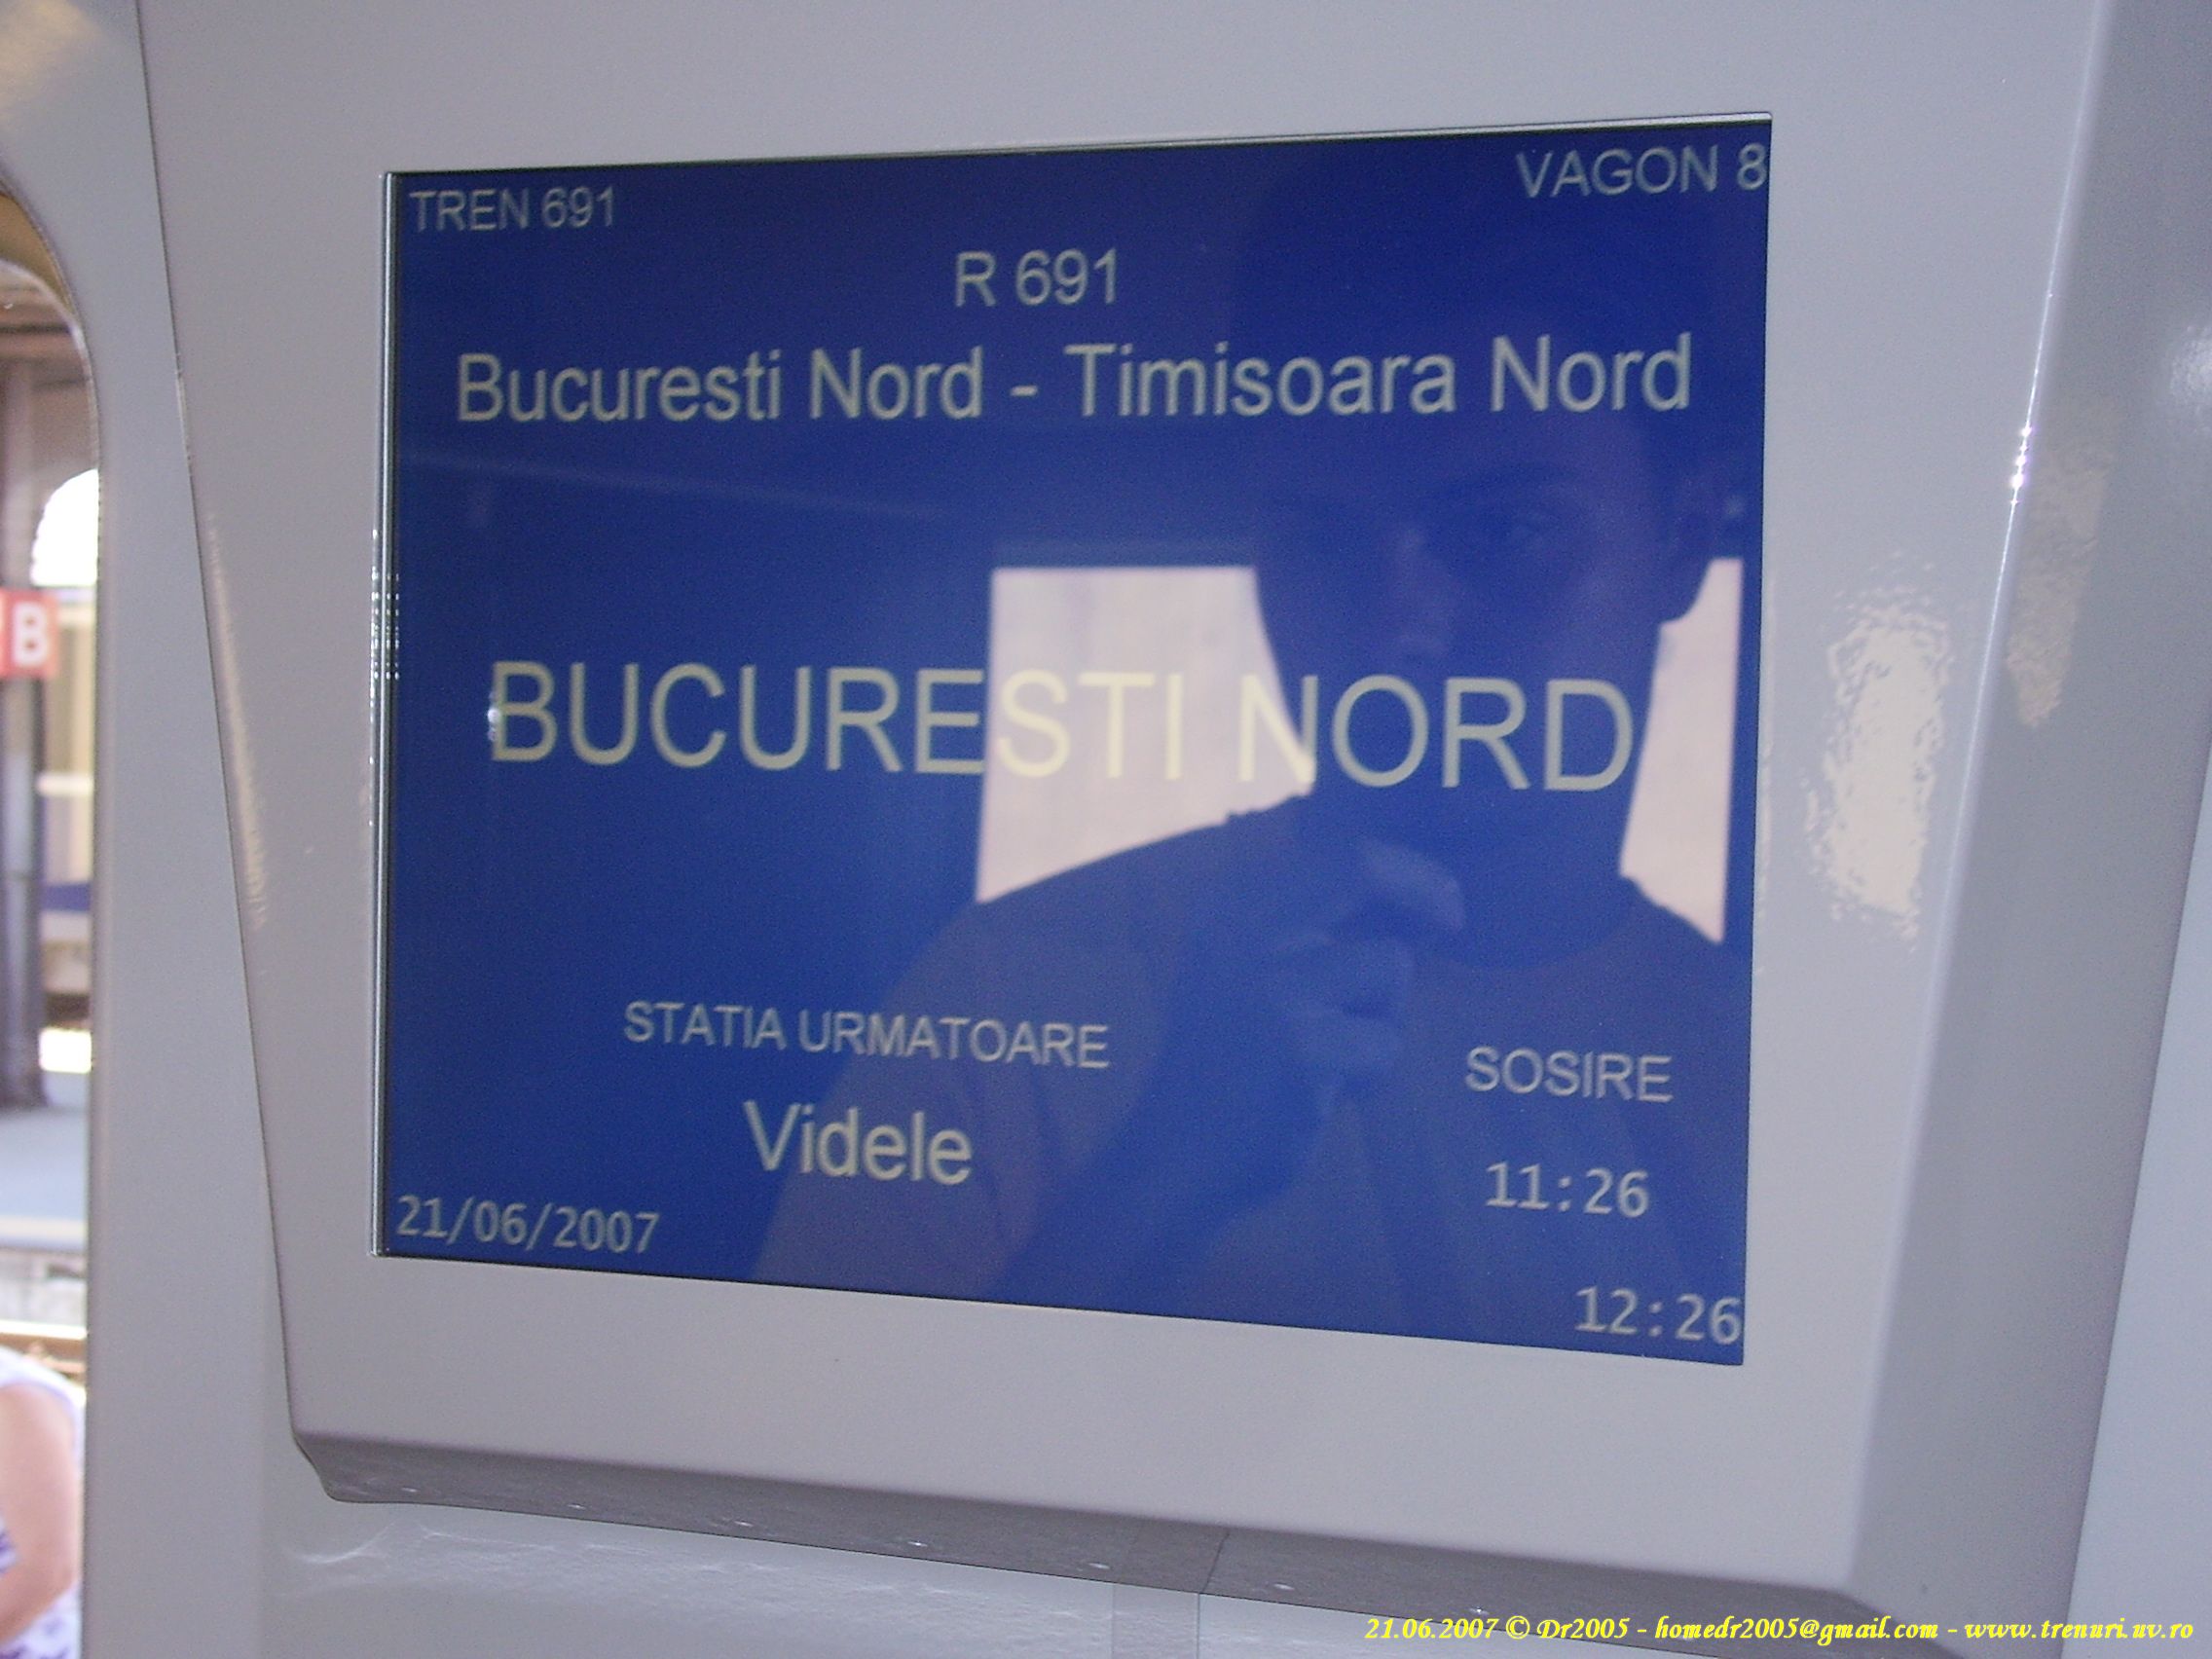 TREN 691
VAGON 8
R 691
Bucuresti Nord - Timisoara Nord
B
BUCURESTI NORD
STATIA URMATOARE
SOSIRE
Videle
11:26
21/06/2007
12:26
21.06.2007 © Dr2005 - homedr2005@gmail.com - www.trenuri.uv.ro